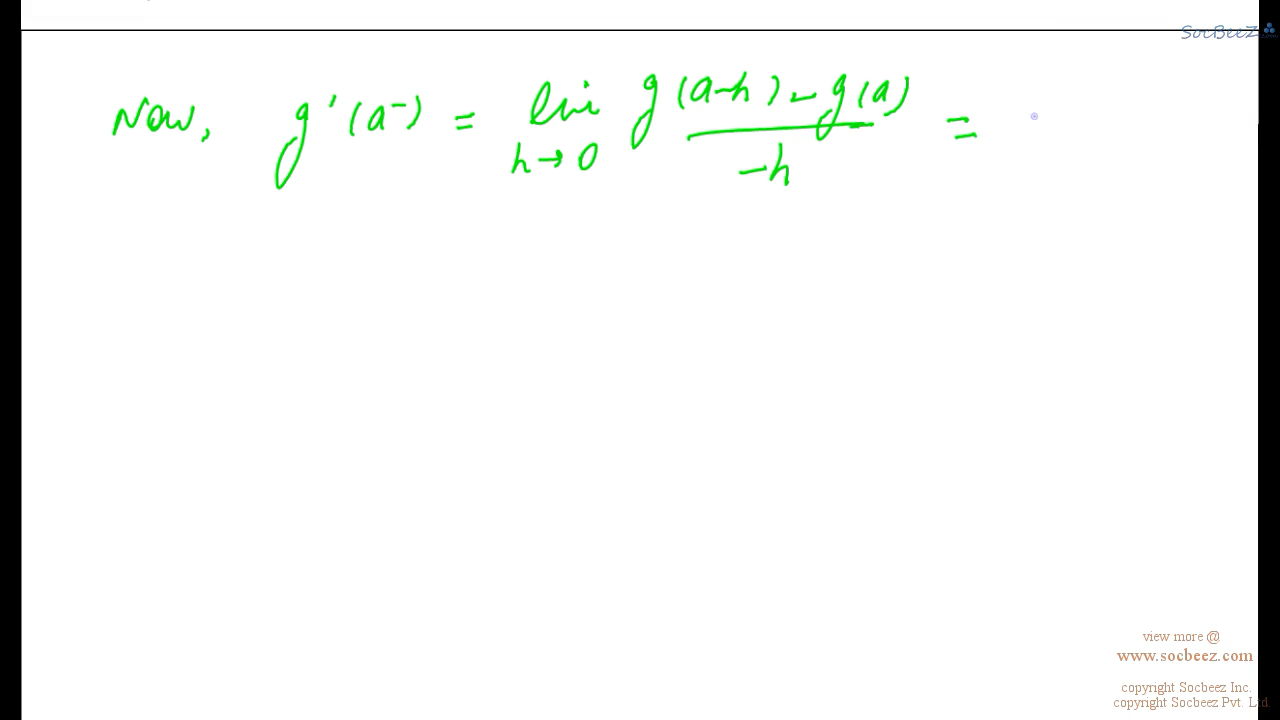 SocBeeZ
Now, g'(a⁻) = lim h→0 g(a-h) - g(a) / -h =
view more @
www.socbeez.com
copyright Socbeez Inc.
copyright Socbeez Pvt. Ltd.